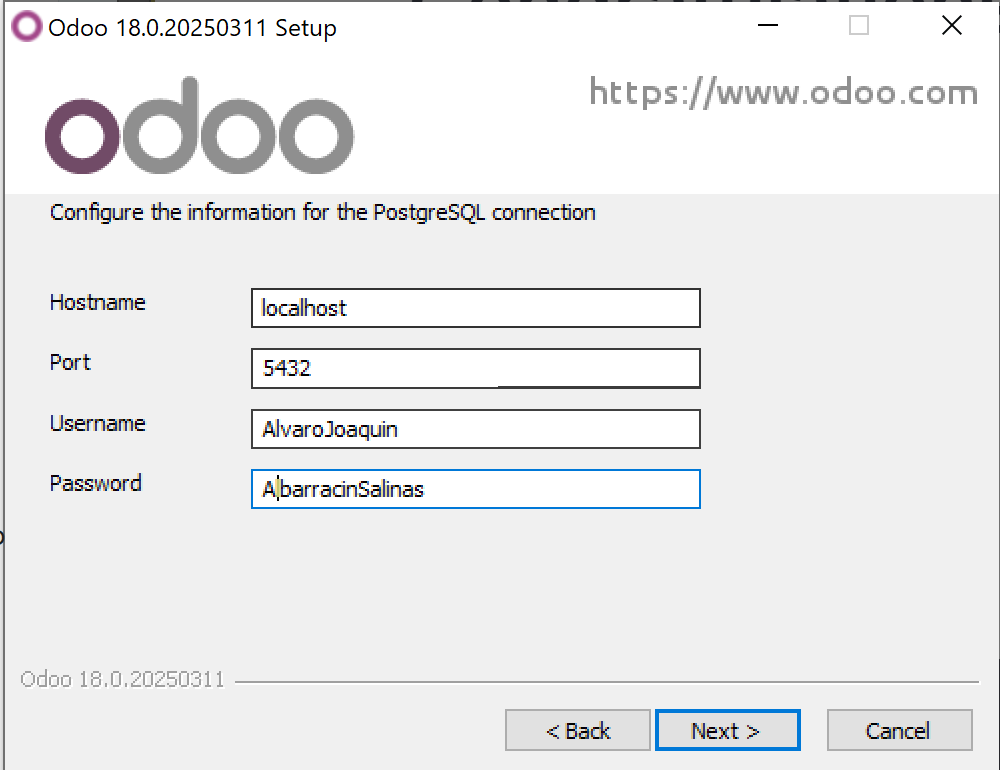 Odoo 18.0.20250311 Setup
odoo
https://www.odoo.com
Configure the information for the PostgreSQL connection
Hostname
localhost
Port
5432
Username
AlvaroJoaquin
Password
AlbarracinSalinas
Odoo 18.0.20250311
< Back
Next >
Cancel